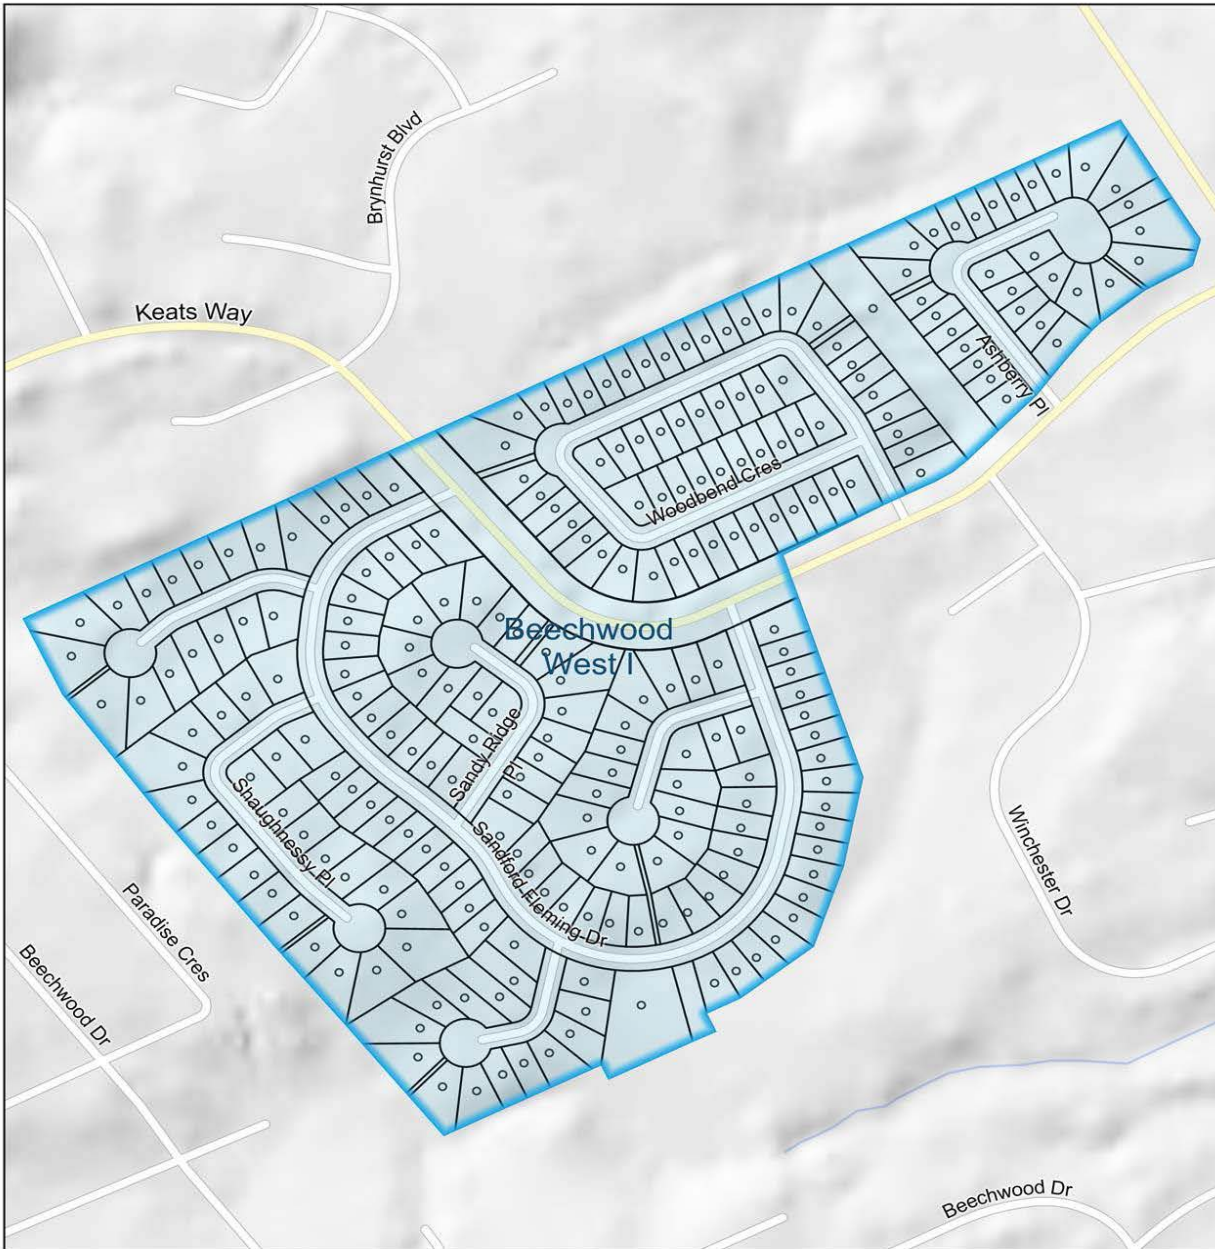 Brynhurst Blvd
Keats Way
Ashberry Pl
Woodbend Cres
Beechwood
West I
Sandy Ridge
Pl
Shaughnessy Pl
Sandford Fleming Dr
Winchester Dr
Paradise Cres
Beechwood Dr
Beechwood Dr